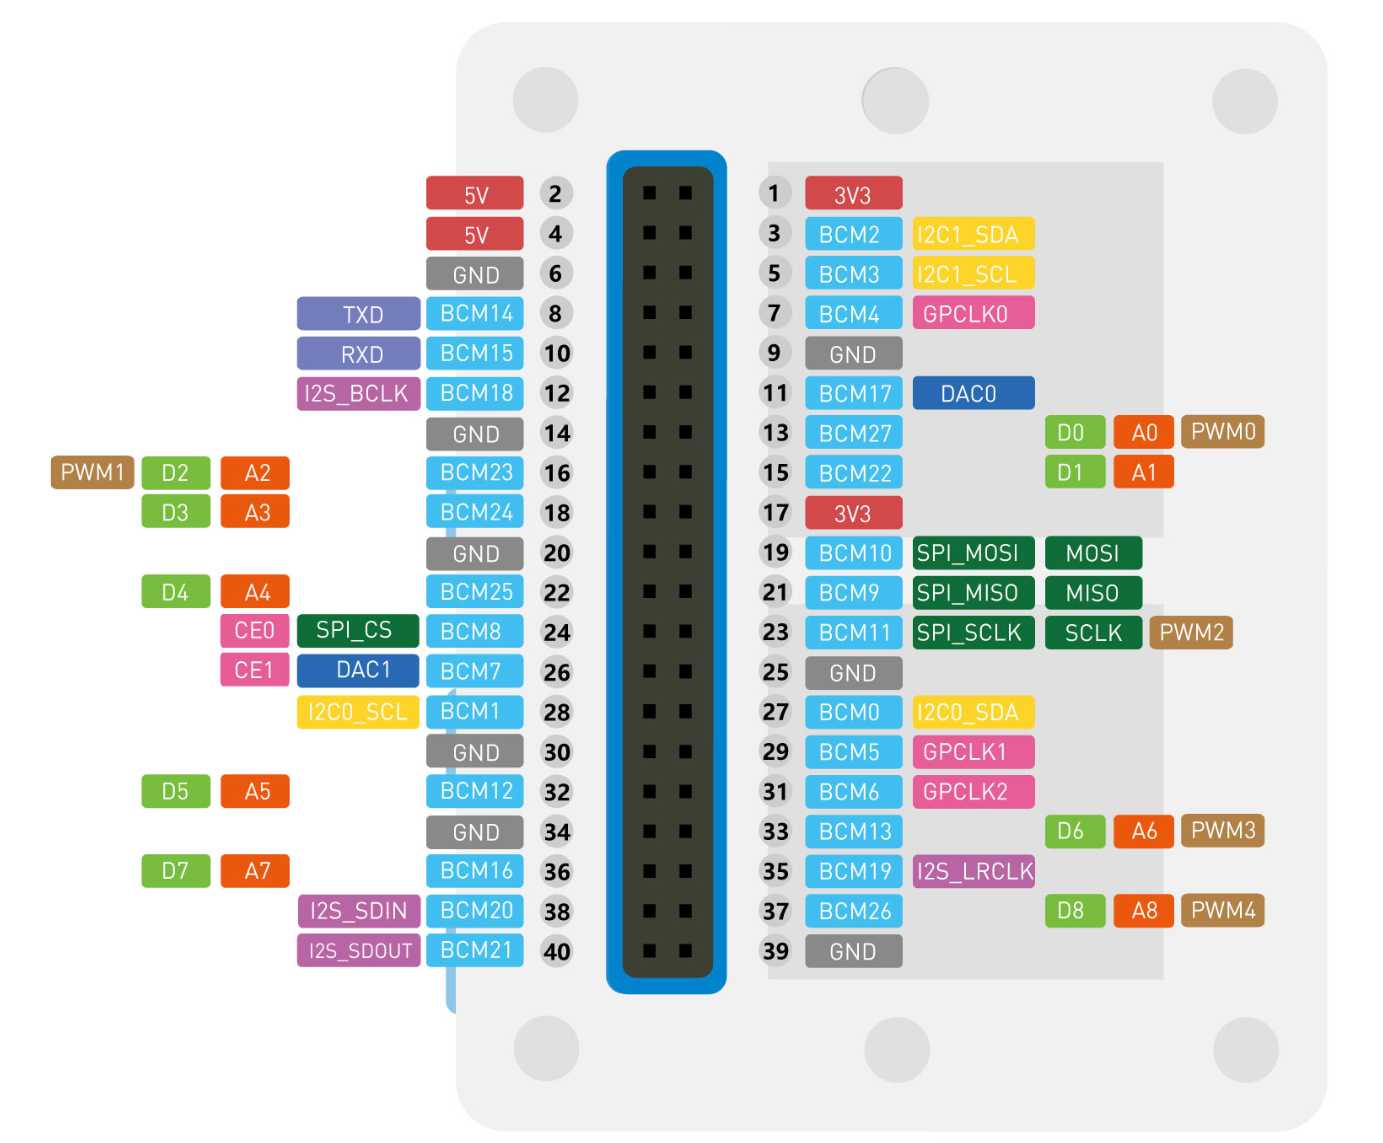 5V 2 1 3V3
5V 4 3 BCM2 I2C1_SDA
GND 6 5 BCM3 I2C1_SCL
TXD BCM14 8 7 BCM4 GPCLK0
RXD BCM15 10 9 GND
I2S_BCLK BCM18 12 11 BCM17 DAC0
GND 14 13 BCM27 D0 A0 PWM0
PWM1 D2 A2 BCM23 16 15 BCM22 D1 A1
D3 A3 BCM24 18 17 3V3
GND 20 19 BCM10 SPI_MOSI MOSI
D4 A4 BCM25 22 21 BCM9 SPI_MISO MISO
CE0 SPI_CS BCM8 24 23 BCM11 SPI_SCLK SCLK PWM2
CE1 DAC1 BCM7 26 25 GND
I2C0_SCL BCM1 28 27 BCM0 I2C0_SDA
GND 30 29 BCM5 GPCLK1
D5 A5 BCM12 32 31 BCM6 GPCLK2
GND 34 33 BCM13 D6 A6 PWM3
D7 A7 BCM16 36 35 BCM19 I2S_LRCLK
I2S_SDIN BCM20 38 37 BCM26 D8 A8 PWM4
I2S_SDOUT BCM21 40 39 GND